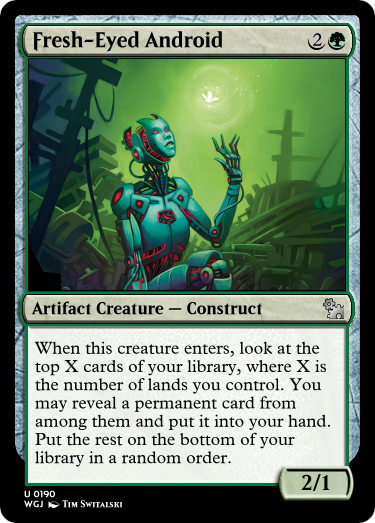 Fresh-Eyed Android 2
Artifact Creature — Construct
When this creature enters, look at the
top X cards of your library, where X is
the number of lands you control. You
may reveal a permanent card from
among them and put it into your hand.
Put the rest on the bottom of your
library in a random order.
2/1
U 0190
WGJ Tim Switalski